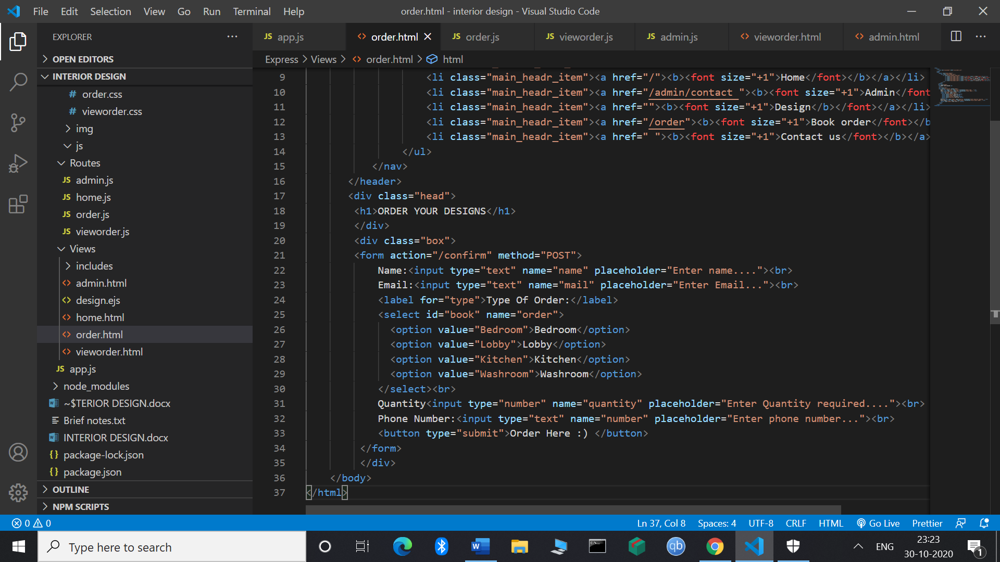 File Edit Selection View Go Run Terminal Help order.html - interior design - Visual Studio Code
EXPLORER
OPEN EDITORS
INTERIOR DESIGN
# order.css
# vieworder.css
img
js
Routes
JS admin.js
JS home.js
JS order.js
JS vieworder.js
Views
includes
<> admin.html
<> design.ejs
<> home.html
<> order.html
<> vieworder.html
JS app.js
node_modules
~$TERIOR DESIGN.docx
Brief notes.txt
INTERIOR DESIGN.docx
{} package-lock.json
{} package.json
OUTLINE
NPM SCRIPTS
JS app.js <> order.html JS order.js JS vieworder.js JS admin.js <> vieworder.html <> admin.html
Express > Views > <> order.html > html
9 <li class="main_headr_item"><a href="/"><b><font size="+1">Home</font></b></a></li>
10 <li class="main_headr_item"><a href="/admin/contact "><b><font size="+1">Admin</font
11 <li class="main_headr_item"><a href=""><b><font size="+1">Design</b></font></a></li>
12 <li class="main_headr_item"><a href="/order"><b><font size="+1">Book order</font></b
13 <li class="main_headr_item"><a href=" "><b><font size="+1">Contact us</font></b></a>
14 </ul>
15 </nav>
16 </header>
17 <div class="head">
18 <h1>ORDER YOUR DESIGNS</h1>
19 </div>
20 <div class="box">
21 <form action="/confirm" method="POST">
22 Name:<input type="text" name="name" placeholder="Enter name...."><br>
23 Email:<input type="text" name="mail" placeholder="Enter Email..."><br>
24 <label for="type">Type Of Order:</label>
25 <select id="book" name="order">
26 <option value="Bedroom">Bedroom</option>
27 <option value="Lobby">Lobby</option>
28 <option value="Kitchen">Kitchen</option>
29 <option value="Washroom">Washroom</option>
30 </select><br>
31 Quantity<input type="number" name="quantity" placeholder="Enter Quantity required...."><br>
32 Phone Number:<input type="text" name="number" placeholder="Enter phone number..."><br>
33 <button type="submit">Order Here :) </button>
34 </form>
35 </div>
36 </body>
37 </html>
0 0 Ln 37, Col 8 Spaces: 4 UTF-8 CRLF HTML Go Live Prettier
Type here to search
W
qb
ENG
23:23
30-10-2020
1